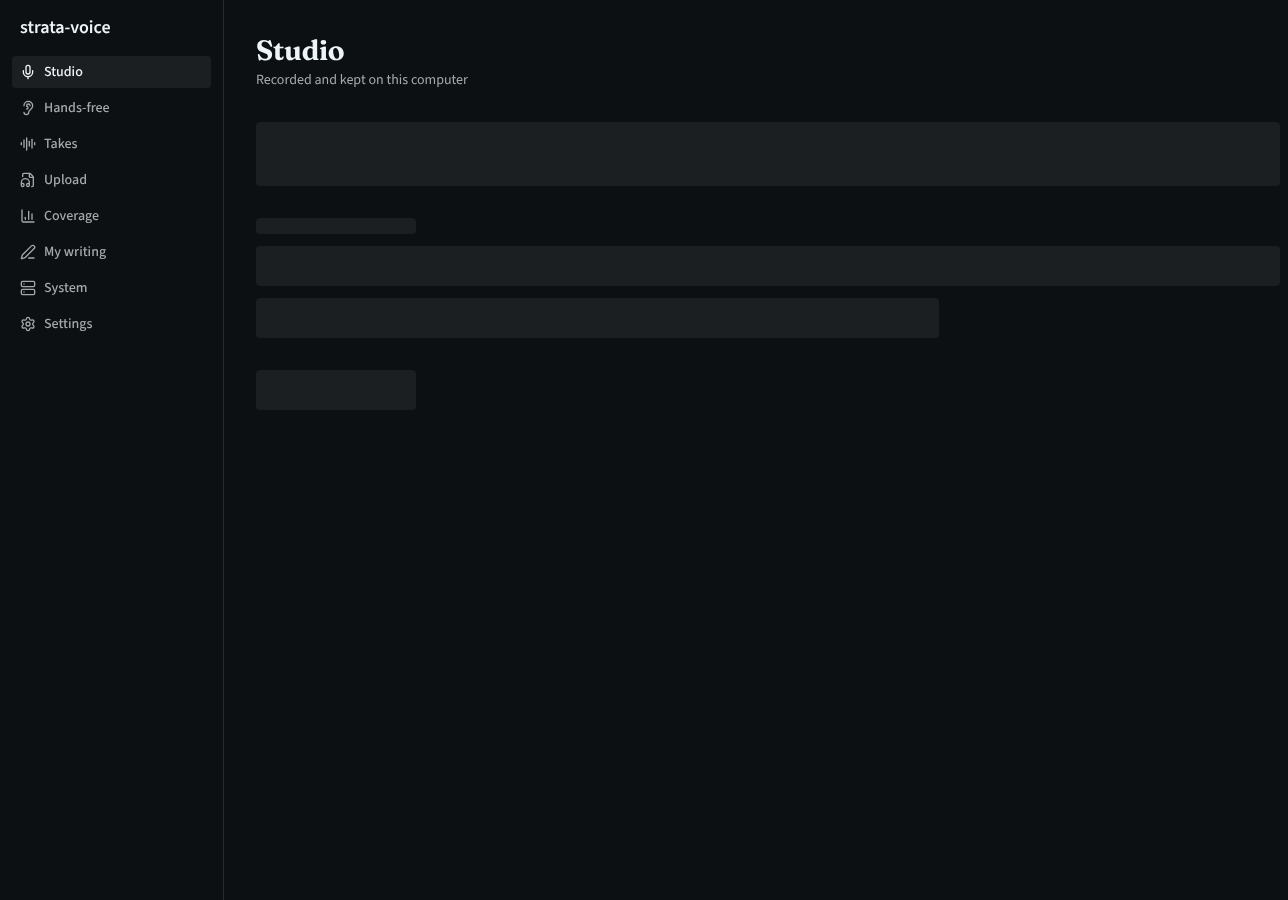 strata-voice
Studio
Hands-free
Takes
Upload
Coverage
My writing
System
Settings
Studio
Recorded and kept on this computer